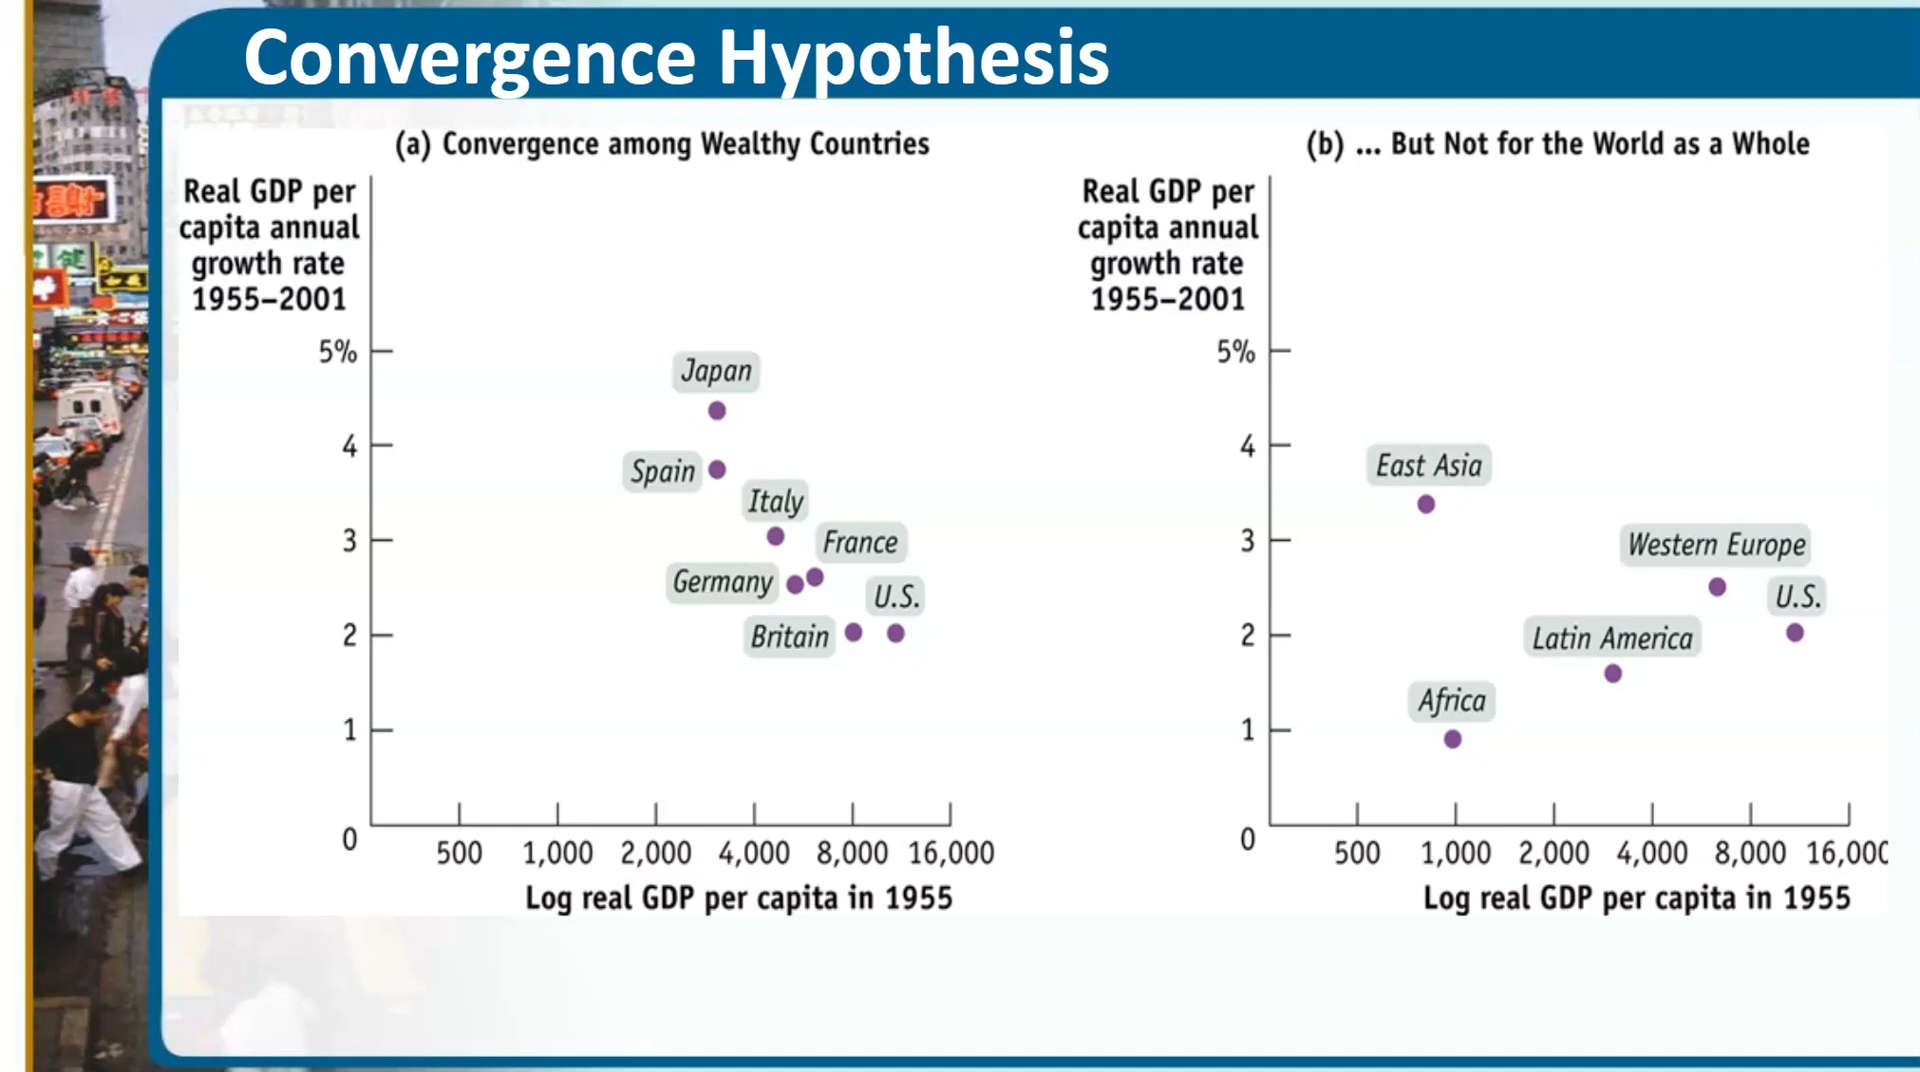 Convergence Hypothesis
(a) Convergence among Wealthy Countries
Real GDP per
capita annual
growth rate
1955–2001
5%
4
3
2
1
0
Japan
Spain
Italy
France
Germany
U.S.
Britain
500 1,000 2,000 4,000 8,000 16,000
Log real GDP per capita in 1955
(b) ... But Not for the World as a Whole
Real GDP per
capita annual
growth rate
1955–2001
5%
4
3
2
1
0
East Asia
Western Europe
U.S.
Latin America
Africa
500 1,000 2,000 4,000 8,000 16,000
Log real GDP per capita in 1955